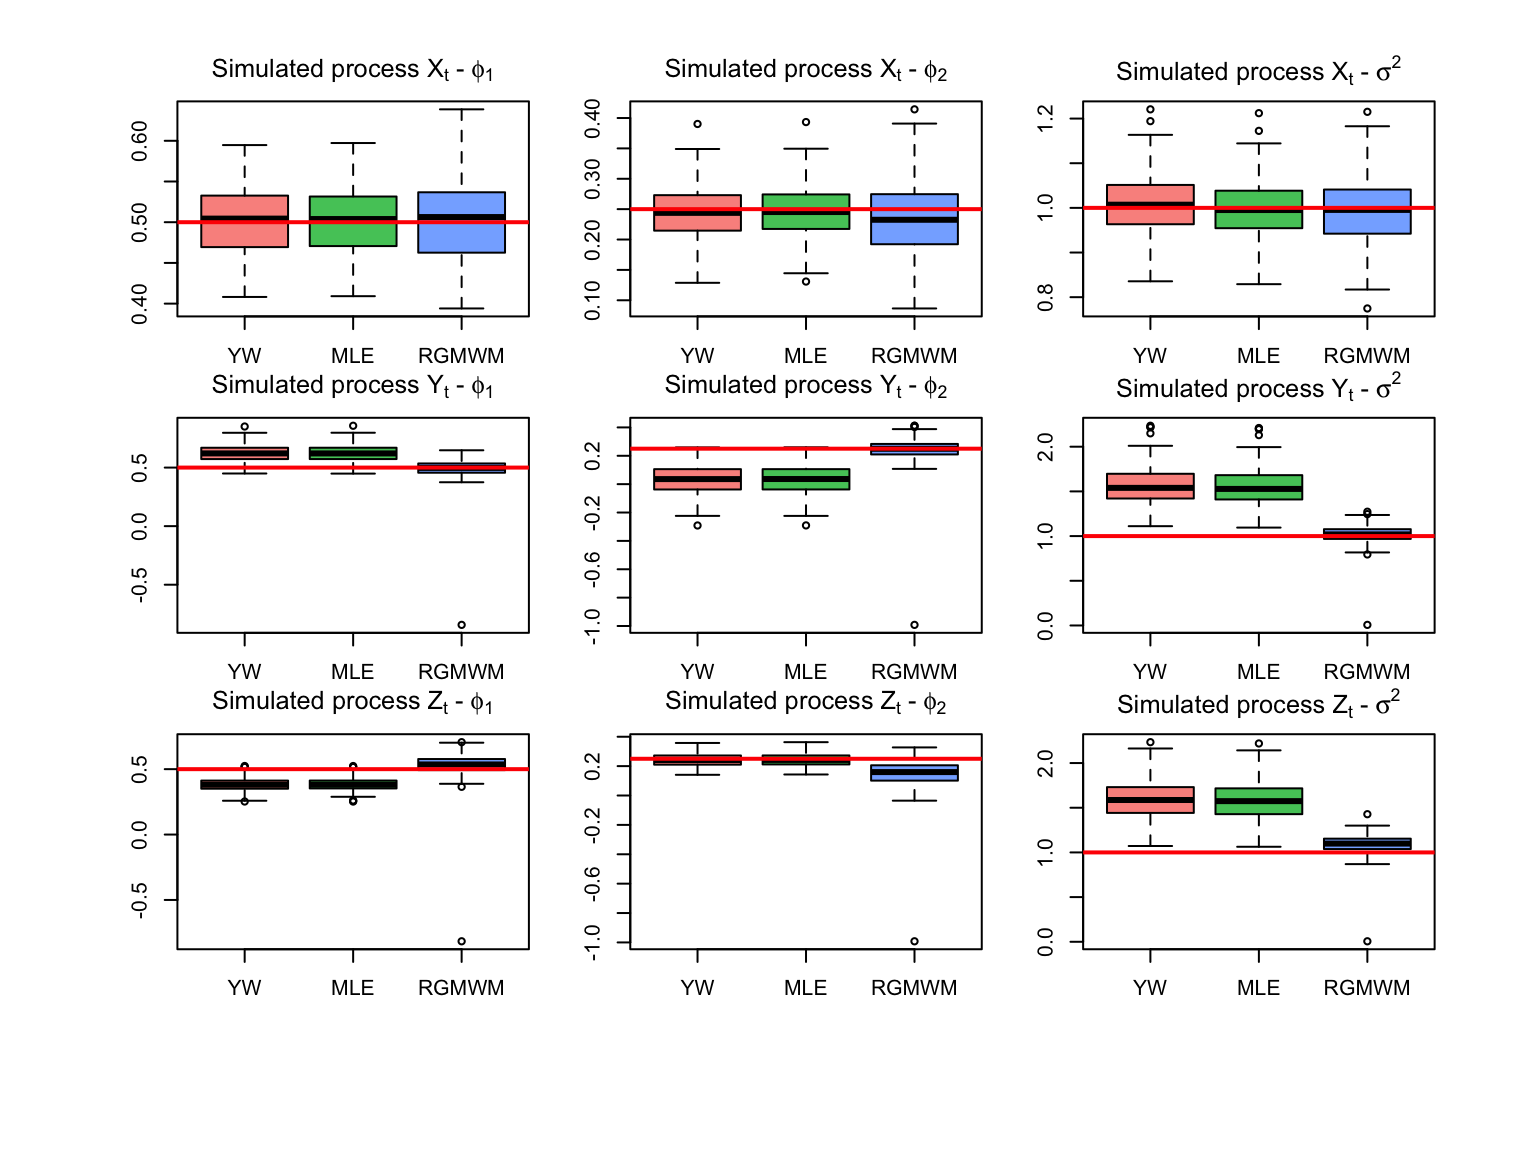 Simulated process Xt - ϕ1
Simulated process Xt - ϕ2
Simulated process Xt - σ2
0.40 0.50 0.60
0.10 0.20 0.30 0.40
0.8 1.0 1.2
YW MLE RGMWM
YW MLE RGMWM
YW MLE RGMWM
Simulated process Yt - ϕ1
Simulated process Yt - ϕ2
Simulated process Yt - σ2
-0.5 0.0 0.5
-1.0 -0.6 -0.2 0.2
0.0 1.0 2.0
YW MLE RGMWM
YW MLE RGMWM
YW MLE RGMWM
Simulated process Zt - ϕ1
Simulated process Zt - ϕ2
Simulated process Zt - σ2
-0.5 0.0 0.5
-1.0 -0.6 -0.2 0.2
0.0 1.0 2.0
YW MLE RGMWM
YW MLE RGMWM
YW MLE RGMWM